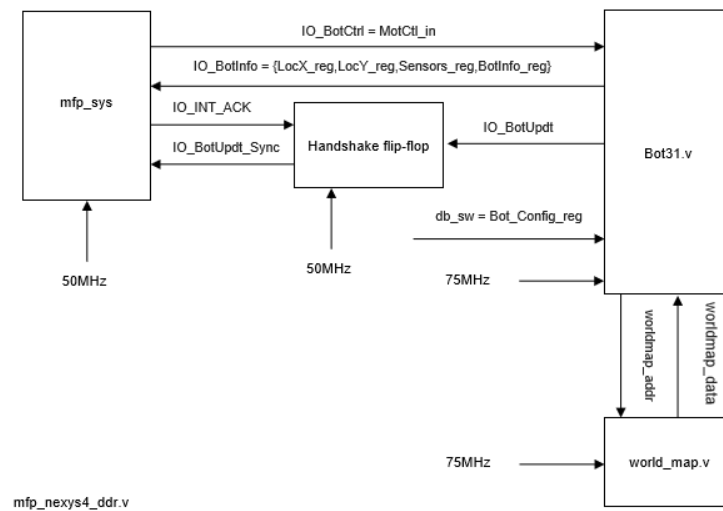 IO_BotCtrl = MotCtl_in
IO_BotInfo = {LocX_reg,LocY_reg,Sensors_reg,BotInfo_reg}
mfp_sys
IO_INT_ACK
Handshake flip-flop
IO_BotUpdt
IO_BotUpdt_Sync
Bot31.v
db_sw = Bot_Config_reg
50MHz
50MHz
75MHz
worldmap_addr
worldmap_data
75MHz
world_map.v
mfp_nexys4_ddr.v